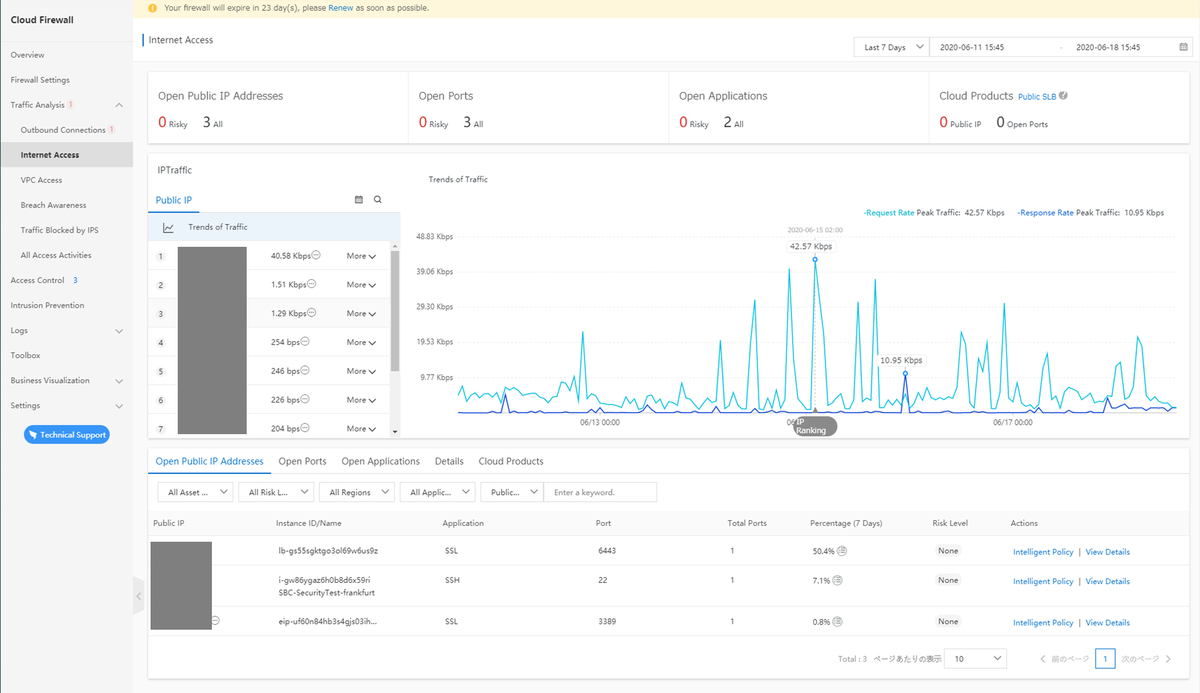 Cloud Firewall
Your firewall will expire in 23 day(s), please Renew as soon as possible.
Overview
Firewall Settings
Traffic Analysis 1
Outbound Connections 1
Internet Access
VPC Access
Breach Awareness
Traffic Blocked by IPS
All Access Activities
Access Control 3
Intrusion Prevention
Logs
Toolbox
Business Visualization
Settings
Technical Support
Internet Access
Last 7 Days 2020-06-11 15:45 - 2020-06-18 15:45
Open Public IP Addresses
0 Risky 3 All
Open Ports
0 Risky 3 All
Open Applications
0 Risky 2 All
Cloud Products Public SLB
0 Public IP 0 Open Ports
IPTraffic
Public IP
Trends of Traffic
1 40.58 Kbps More
2 1.51 Kbps More
3 1.29 Kbps More
4 254 bps More
5 246 bps More
6 226 bps More
7 204 bps More
Trends of Traffic
-Request Rate Peak Traffic: 42.57 Kbps -Response Rate Peak Traffic: 10.95 Kbps
2020-06-15 02:00
42.57 Kbps
10.95 Kbps
48.83 Kbps
39.06 Kbps
29.30 Kbps
19.53 Kbps
9.77 Kbps
06/13 00:00 06/17 00:00
IP
Ranking
Open Public IP Addresses Open Ports Open Applications Details Cloud Products
All Asset ... All Risk L... All Regions All Applic... Public... Enter a keyword.
Public IP Instance ID/Name Application Port Total Ports Percentage (7 Days) Risk Level Actions
lb-gs55sgktgo3ol69w6us9z SSL 6443 1 50.4% None Intelligent Policy | View Details
i-gw86ygaz6h0b8d6x59ri SSH 22 1 7.1% None Intelligent Policy | View Details
SBC-SecurityTest-frankfurt
eip-uf60n84hb3s4gjs03ih... SSL 3389 1 0.8% None Intelligent Policy | View Details
Total : 3 ページあたりの表示 10 前のページ 1 次のページ